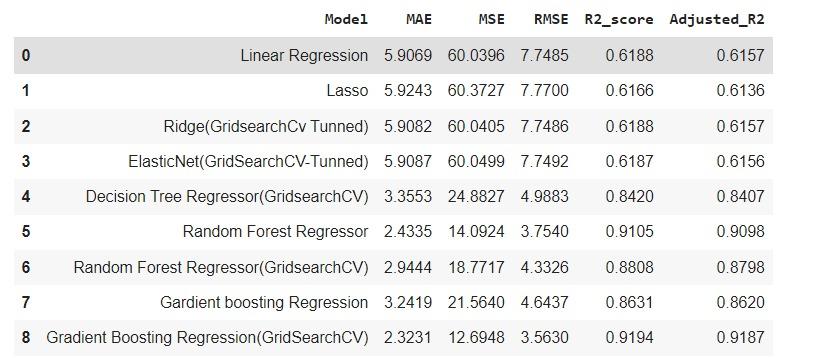 Model MAE MSE RMSE R2_score Adjusted_R2
0 Linear Regression 5.9069 60.0396 7.7485 0.6188 0.6157
1 Lasso 5.9243 60.3727 7.7700 0.6166 0.6136
2 Ridge(GridsearchCv Tunned) 5.9082 60.0405 7.7486 0.6188 0.6157
3 ElasticNet(GridSearchCV-Tunned) 5.9087 60.0499 7.7492 0.6187 0.6156
4 Decision Tree Regressor(GridsearchCV) 3.3553 24.8827 4.9883 0.8420 0.8407
5 Random Forest Regressor 2.4335 14.0924 3.7540 0.9105 0.9098
6 Random Forest Regressor(GridsearchCV) 2.9444 18.7717 4.3326 0.8808 0.8798
7 Gardient boosting Regression 3.2419 21.5640 4.6437 0.8631 0.8620
8 Gradient Boosting Regression(GridSearchCV) 2.3231 12.6948 3.5630 0.9194 0.9187